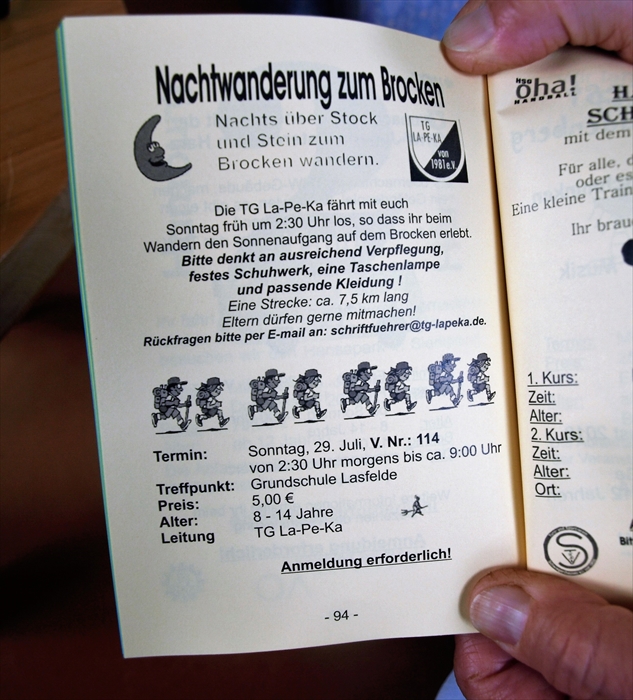 Nachtwanderung zum Brocken
Nachts über Stock
und Stein zum
Brocken wandern.
TG
LA-PE-KA
von
1981 e.V.
Die TG La-Pe-Ka fährt mit euch
Sonntag früh um 2:30 Uhr los, so dass ihr beim
Wandern den Sonnenaufgang auf dem Brocken erlebt.
Bitte denkt an ausreichend Verpflegung,
festes Schuhwerk, eine Taschenlampe
und passende Kleidung !
Eine Strecke: ca. 7,5 km lang
Eltern dürfen gerne mitmachen!
Rückfragen bitte per E-mail an: schriftfuehrer@tg-lapeka.de.
Termin: Sonntag, 29. Juli, V. Nr.: 114
von 2:30 Uhr morgens bis ca. 9:00 Uhr
Treffpunkt: Grundschule Lasfelde
Preis: 5,00 €
Alter: 8 - 14 Jahre
Leitung TG La-Pe-Ka
Anmeldung erforderlich!
- 94 -
HSG
öha!
HANDBALL
SCH
mit dem
Für alle, d
oder es
Eine kleine Train
Ihr brau
1. Kurs:
Zeit:
Alter:
2. Kurs:
Zeit:
Alter:
Ort:
Bit